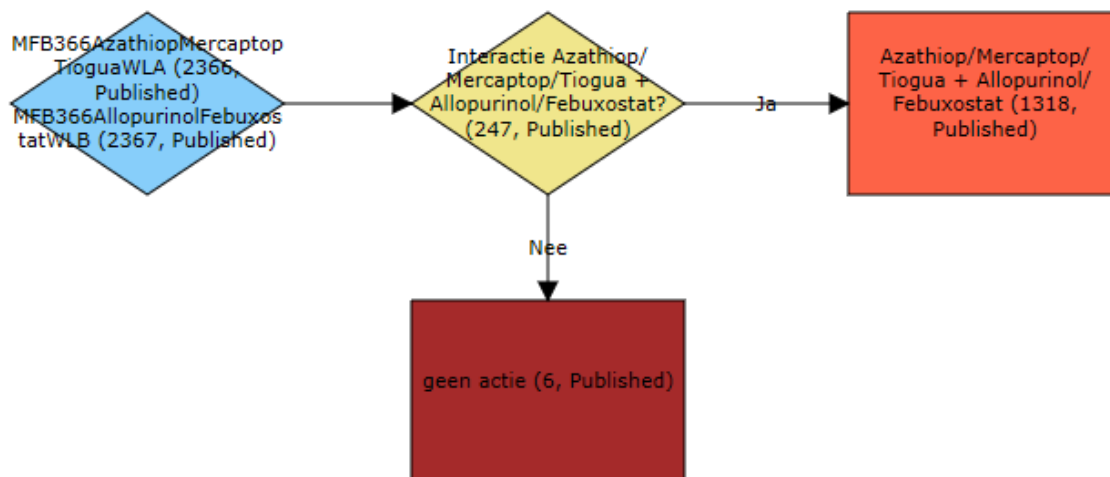 MFB366AzathiopMercaptop
TioguaWLA (2366,
Published)
MFB366AllopurinolFebuxos
tatWLB (2367, Published)
Interactie Azathiop/
Mercaptop/Tiogua +
Allopurinol/Febuxostat?
(247, Published)
Ja
Azathiop/Mercaptop/
Tiogua + Allopurinol/
Febuxostat (1318,
Published)
Nee
geen actie (6, Published)